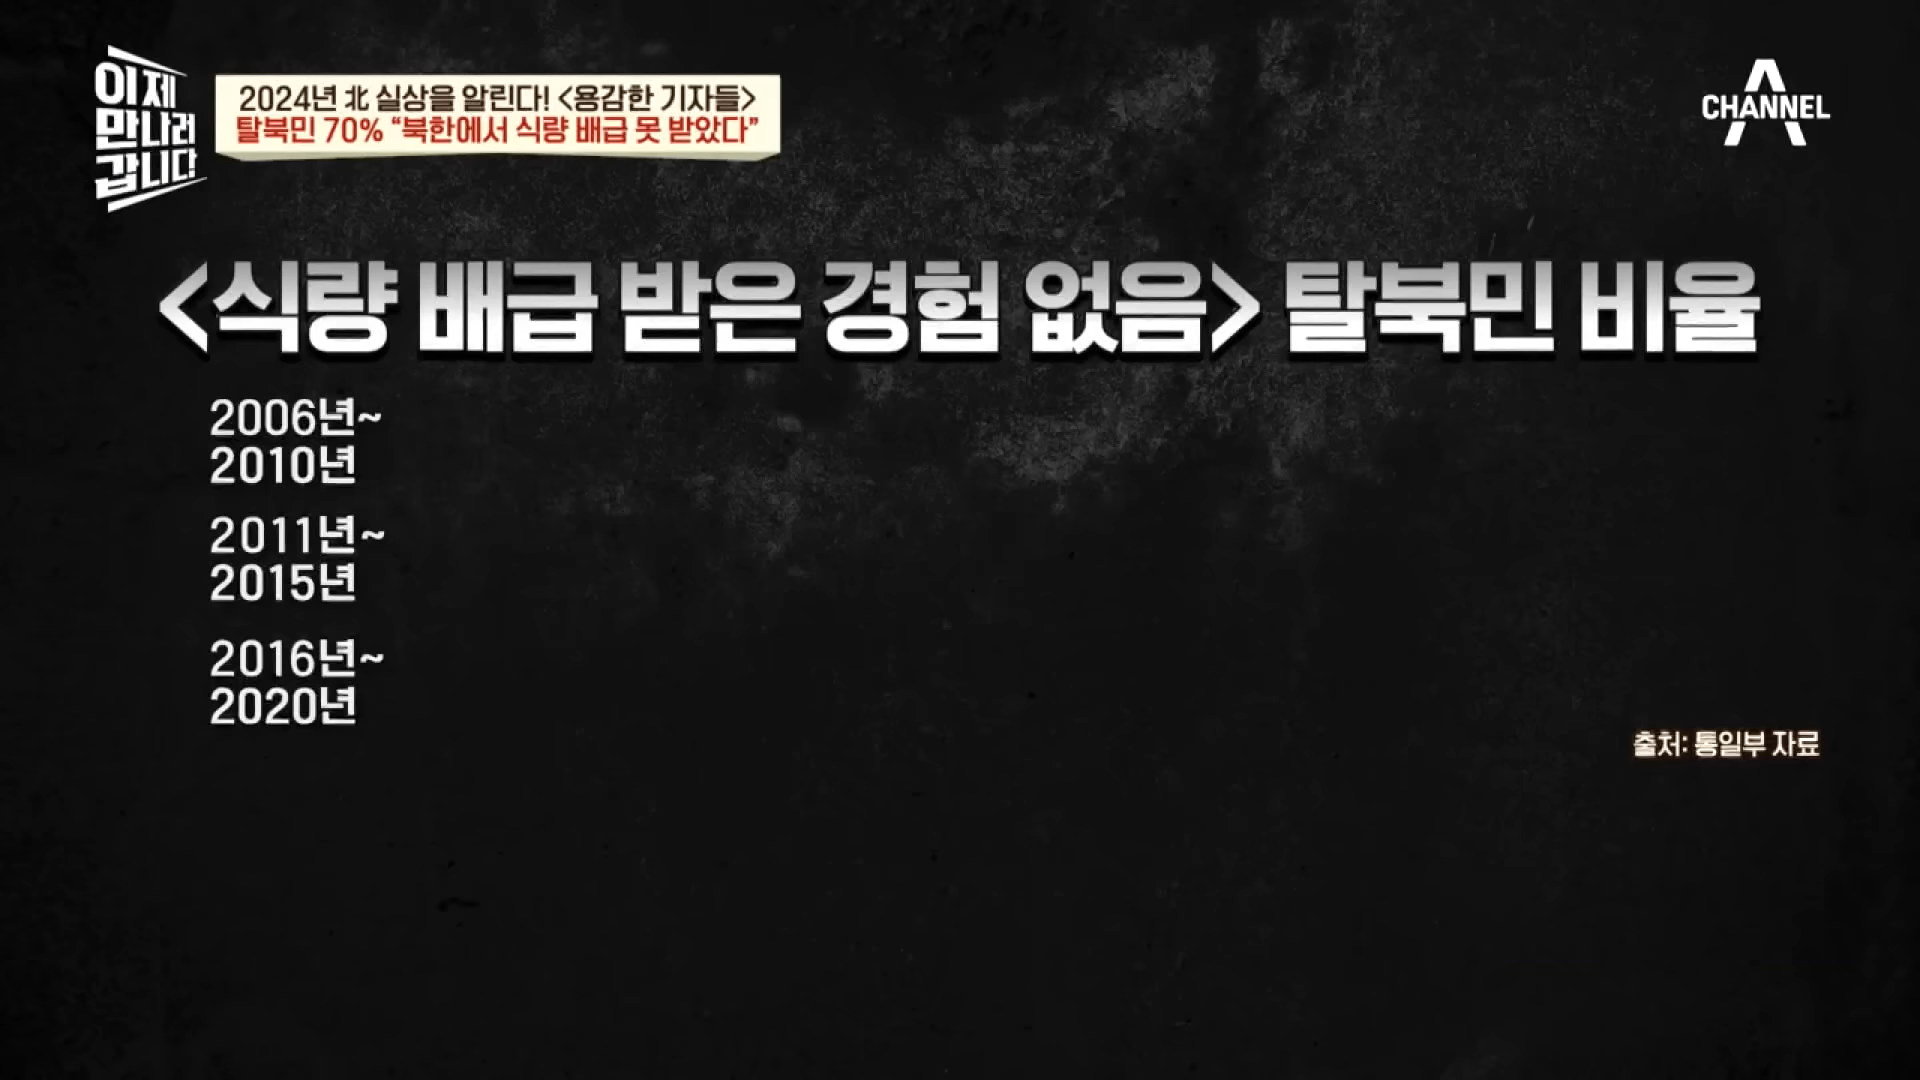 이제
만나러
갑니다
2024년 北 실상을 알린다! <용감한 기자들>
탈북민 70% “북한에서 식량 배급 못 받았다”
CHANNEL A
<식량 배급 받은 경험 없음> 탈북민 비율
2006년~
2010년
2011년~
2015년
2016년~
2020년
출처: 통일부 자료